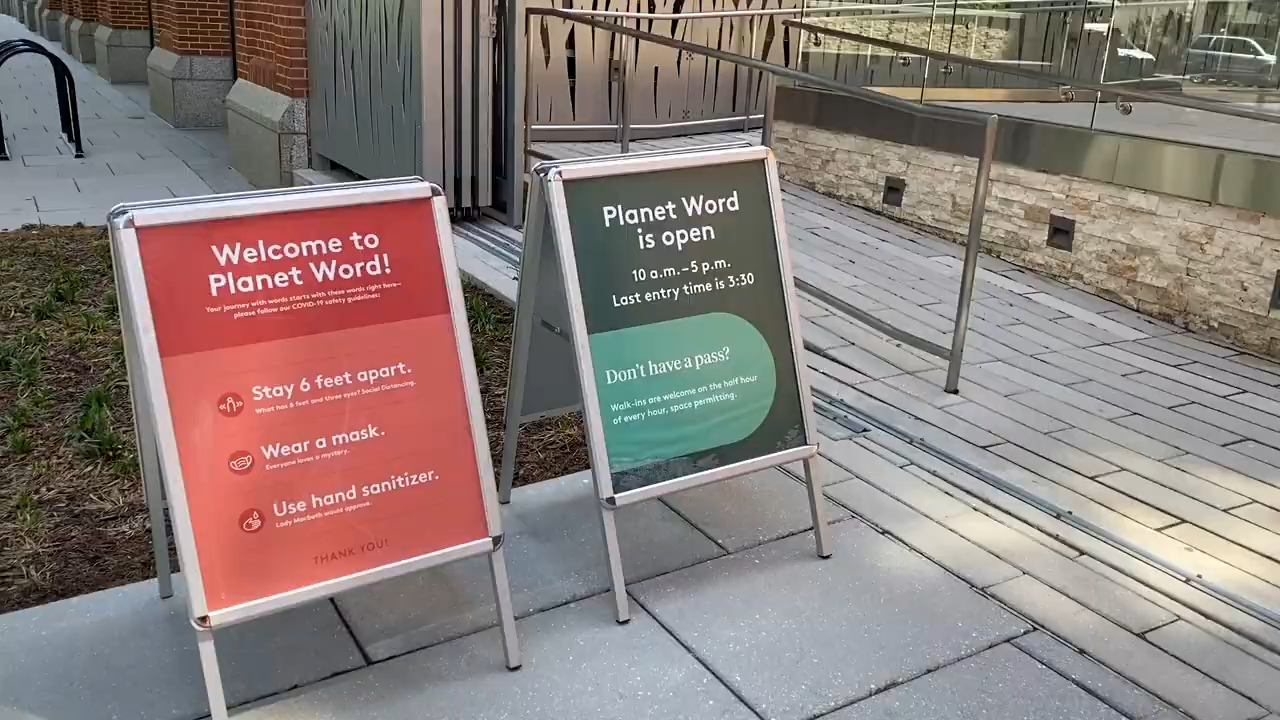 Welcome to
Planet Word!
Your journey with words starts with these words right here—
please follow our COVID-19 safety guidelines:
Stay 6 feet apart.
What has 6 feet and three eyes? Social Distancing.
Wear a mask.
Everyone loves a mystery.
Use hand sanitizer.
Lady Macbeth would approve.
THANK YOU!
Planet Word
is open
10 a.m.–5 p.m.
Last entry time is 3:30
Don't have a pass?
Walk-ins are welcome on the half hour
of every hour, space permitting.